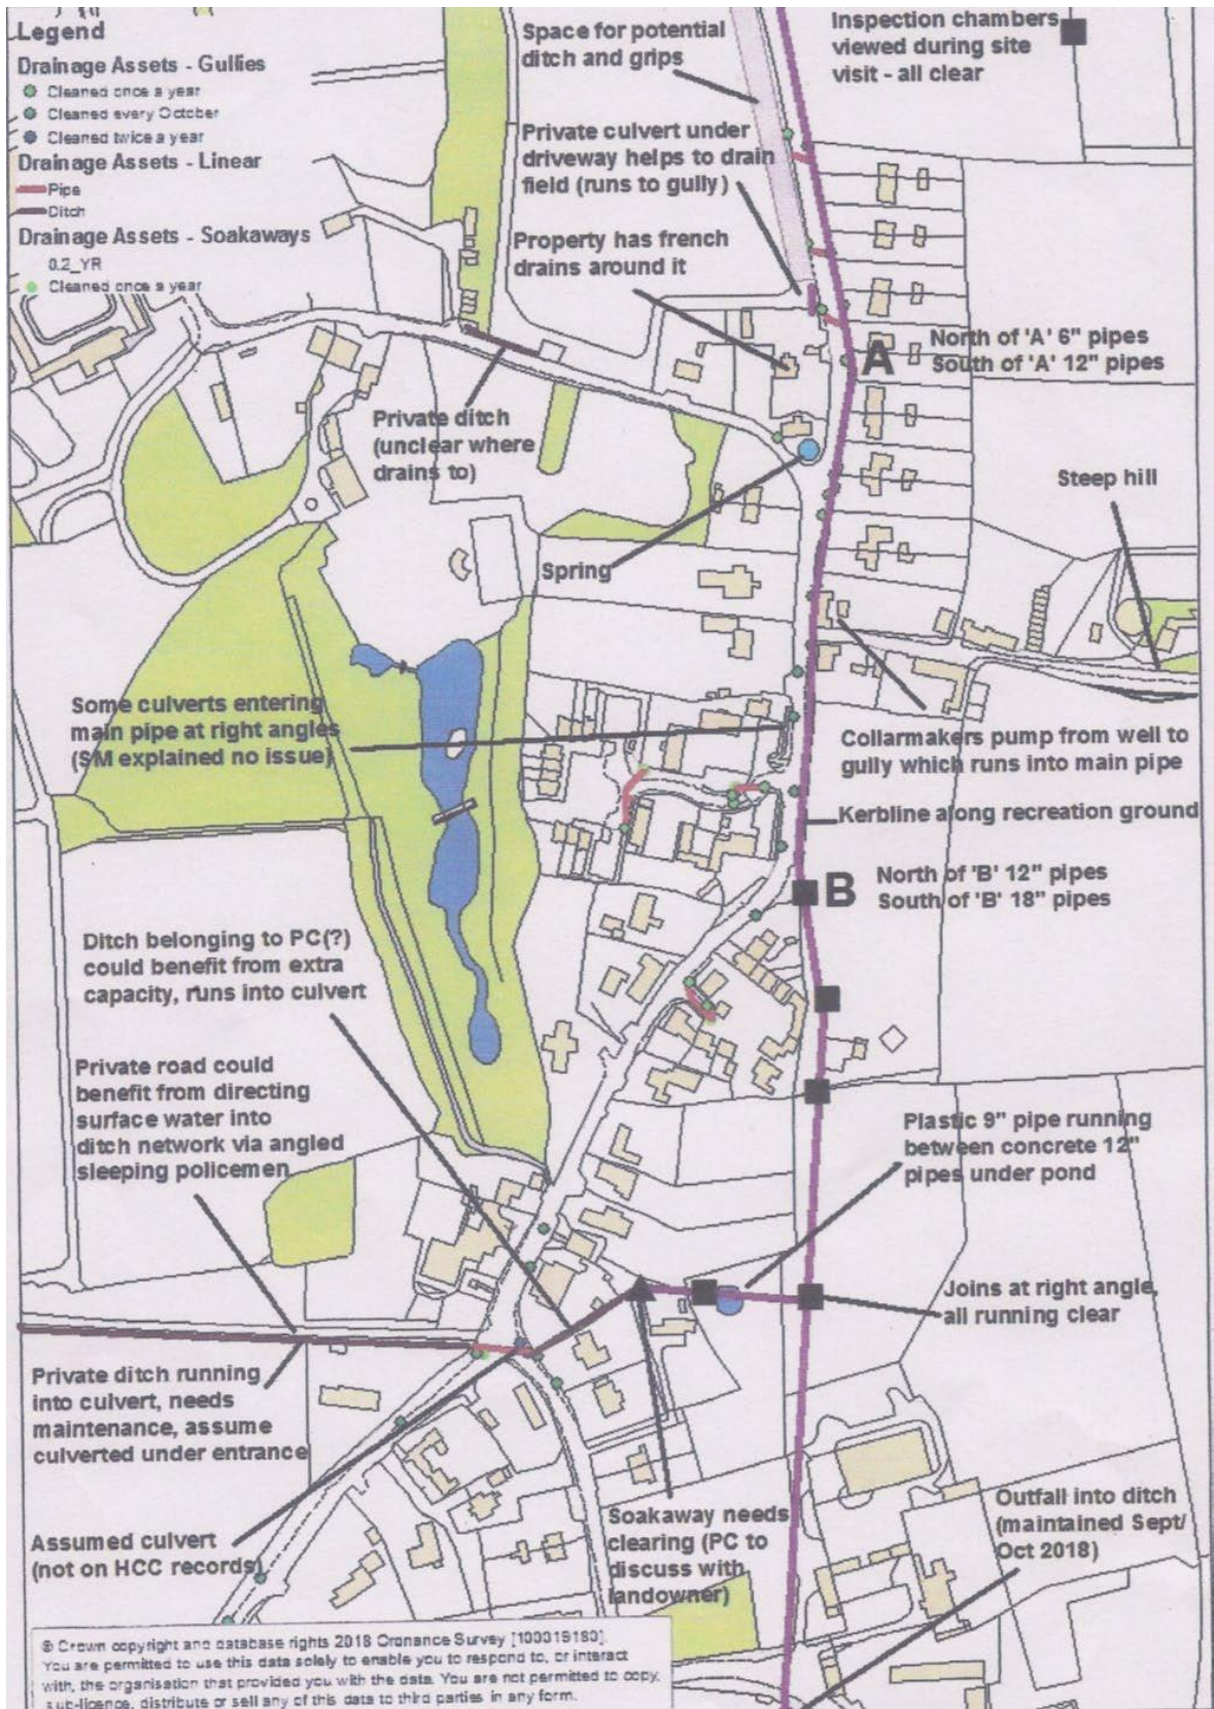 Legend
Drainage Assets - Gullies
Cleaned once a year
Cleaned every October
Cleaned twice a year
Drainage Assets - Linear
Pipe
Ditch
Drainage Assets - Soakaways
0.2_YR
Cleaned once a year
Space for potential
ditch and grips
Inspection chambers
viewed during site
visit - all clear
Private culvert under
driveway helps to drain
field (runs to gully)
Property has french
drains around it
A
North of 'A' 6" pipes
South of 'A' 12" pipes
Private ditch
(unclear where
drains to)
Steep hill
Spring
Some culverts entering
main pipe at right angles
(SM explained no issue)
Collarmakers pump from well to
gully which runs into main pipe
Kerbline along recreation ground
B
North of 'B' 12" pipes
South of 'B' 18" pipes
Ditch belonging to PC(?)
could benefit from extra
capacity, runs into culvert
Private road could
benefit from directing
surface water into
ditch network via angled
sleeping policemen
Plastic 9" pipe running
between concrete 12"
pipes under pond
Joins at right angle,
all running clear
Private ditch running
into culvert, needs
maintenance, assume
culverted under entrance
Assumed culvert
(not on HCC records)
Soakaway needs
clearing (PC to
discuss with
landowner)
Outfall into ditch
(maintained Sept/
Oct 2018)
© Crown copyright and database rights 2018 Ordnance Survey [100019180].
You are permitted to use this data solely to enable you to respond to, or interact
with, the organisation that provided you with the data. You are not permitted to copy,
sub-licence, distribute or sell any of this data to third parties in any form.